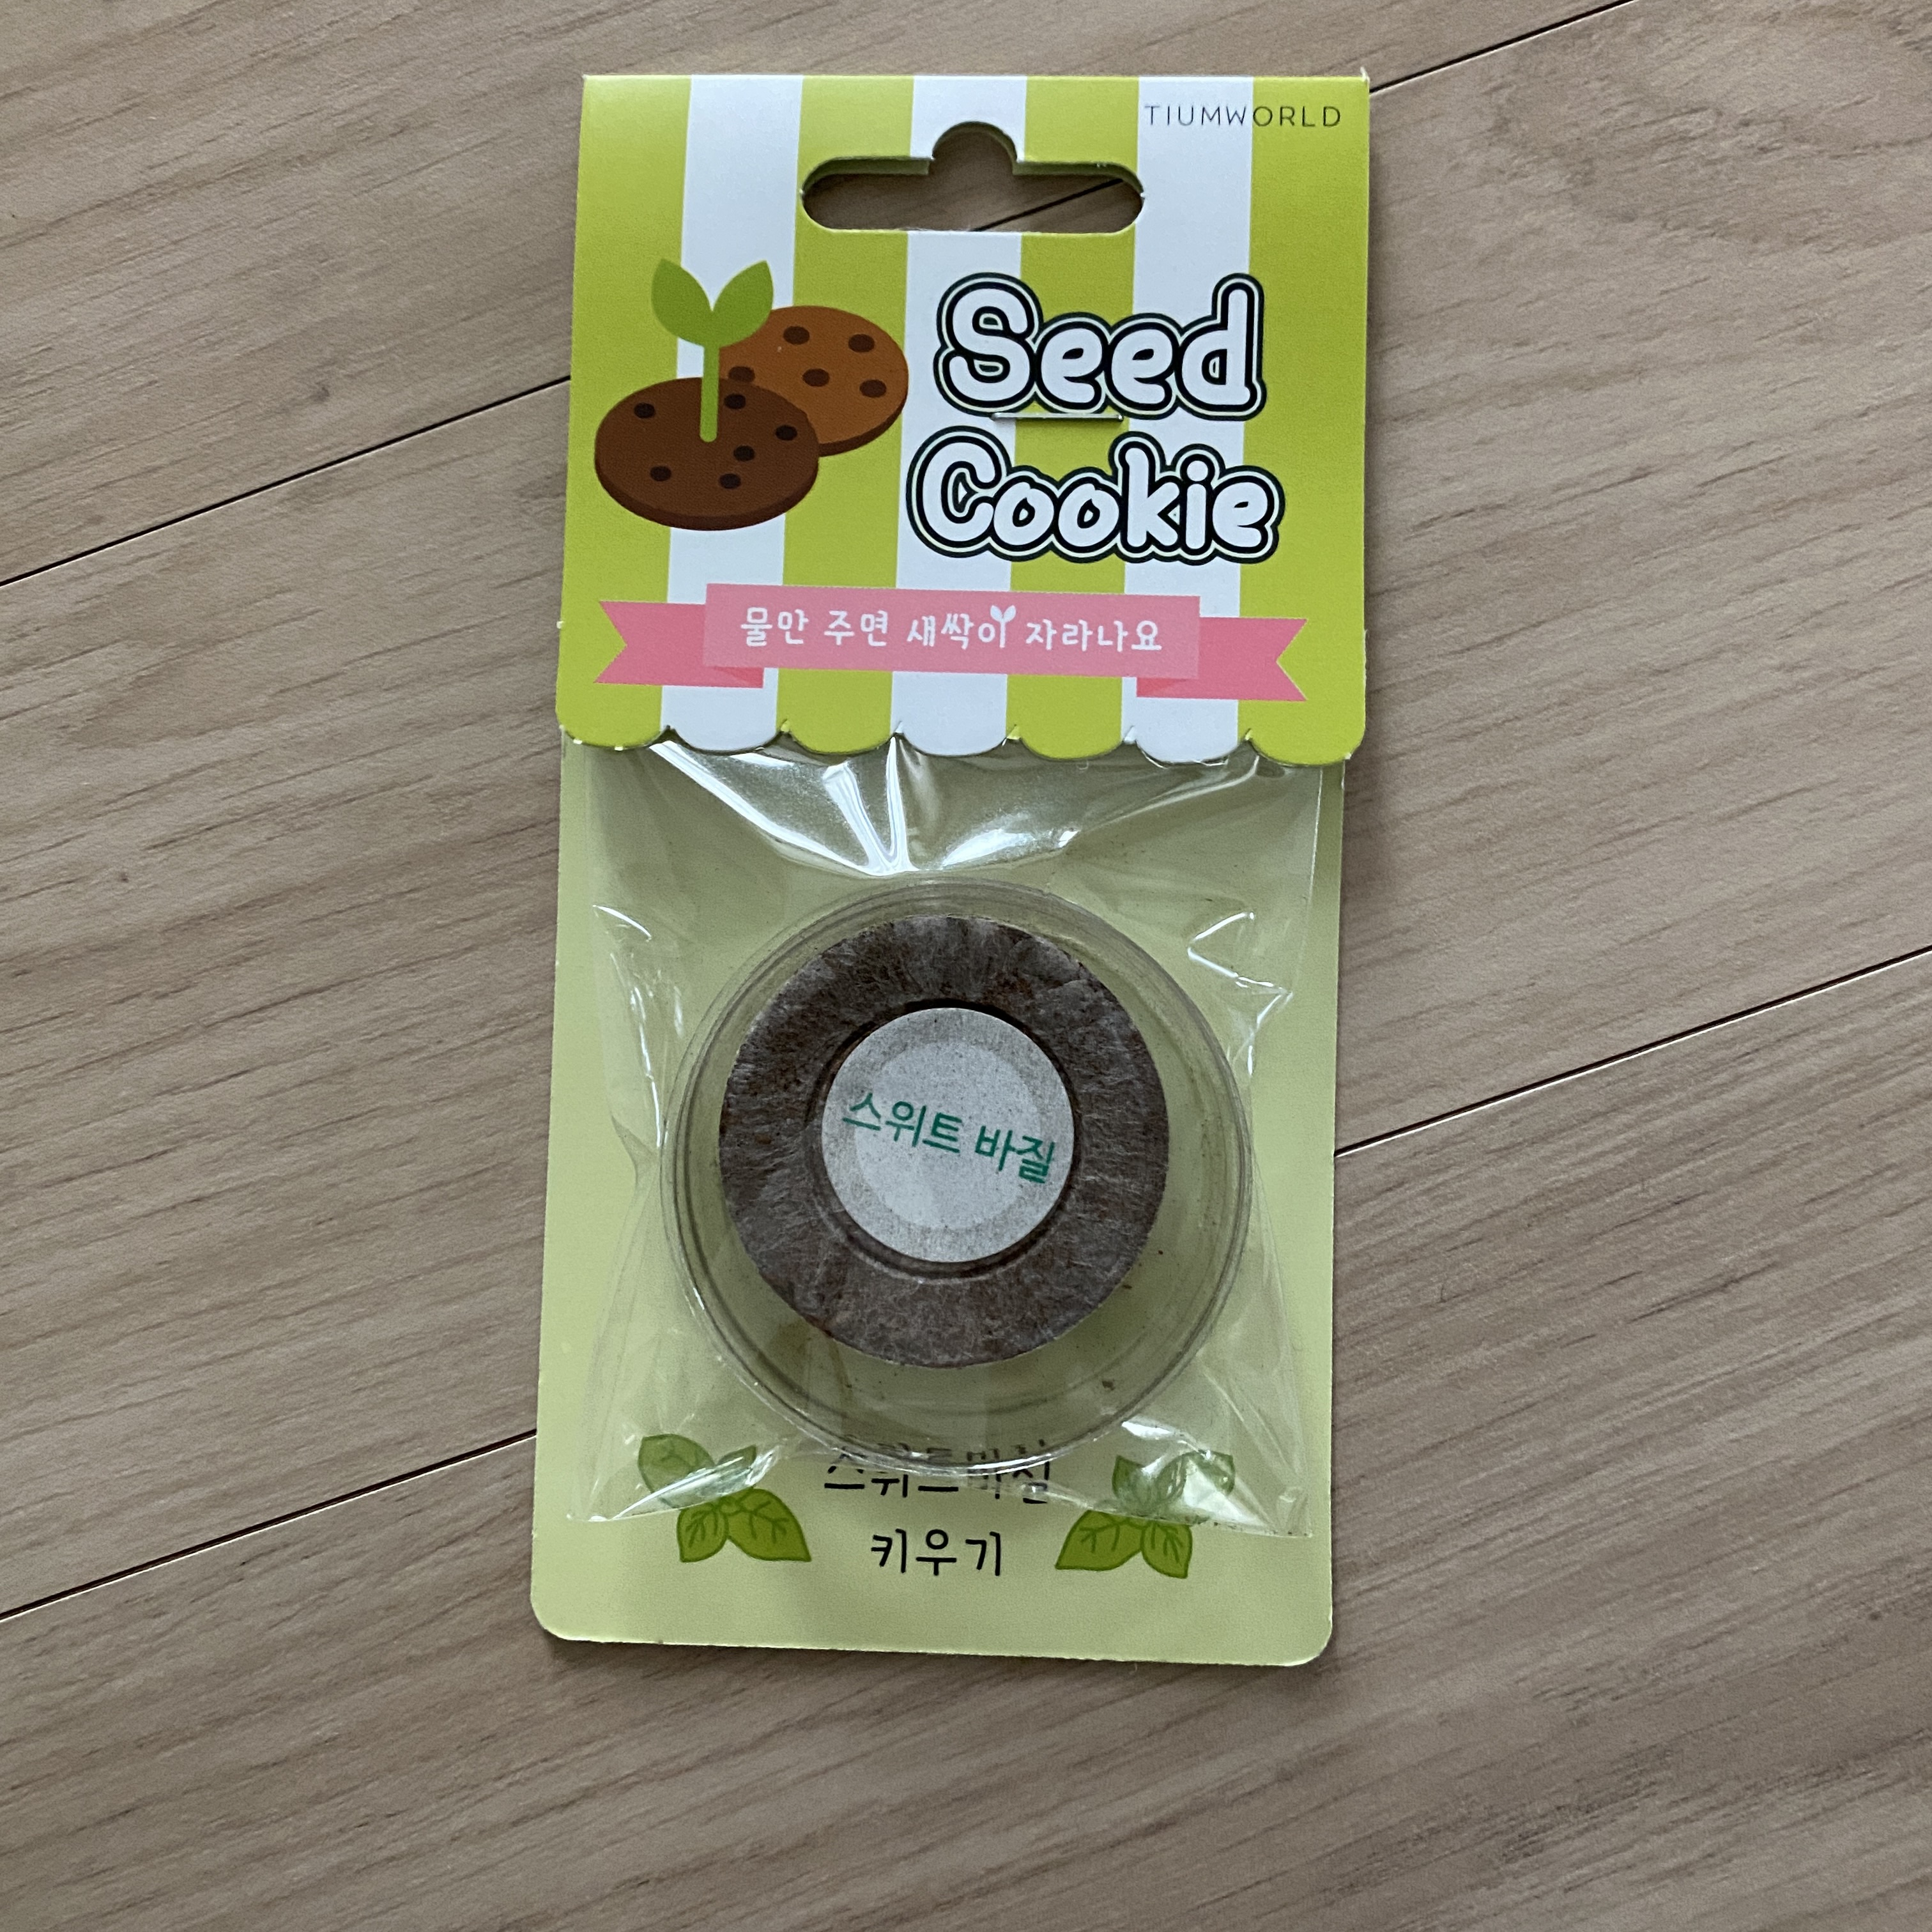 TIUMWORLD
Seed
Cookie
물만 주면 새싹이 자라나요
스위트 바질
스위트바질
키우기